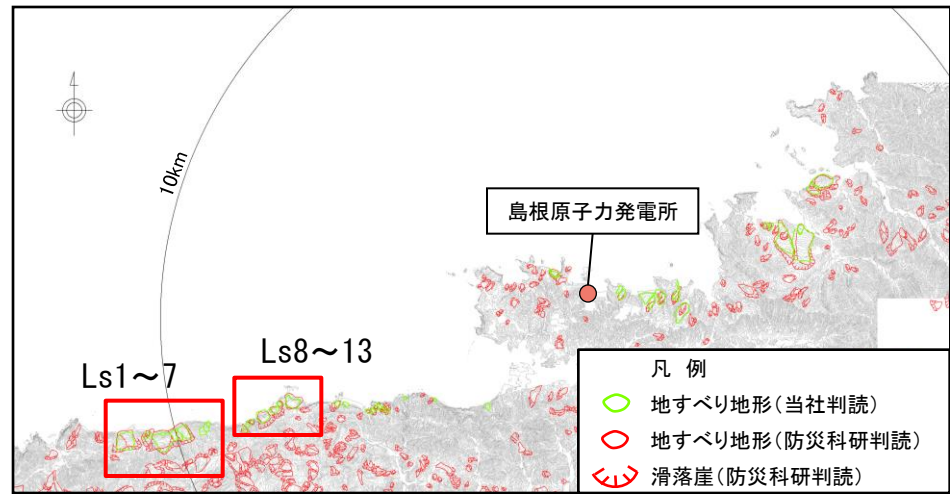 10km
島根原子力発電所
Ls8～13
Ls1～7
凡 例
地すべり地形(当社判読)
地すべり地形(防災科研判読)
滑落崖(防災科研判読)